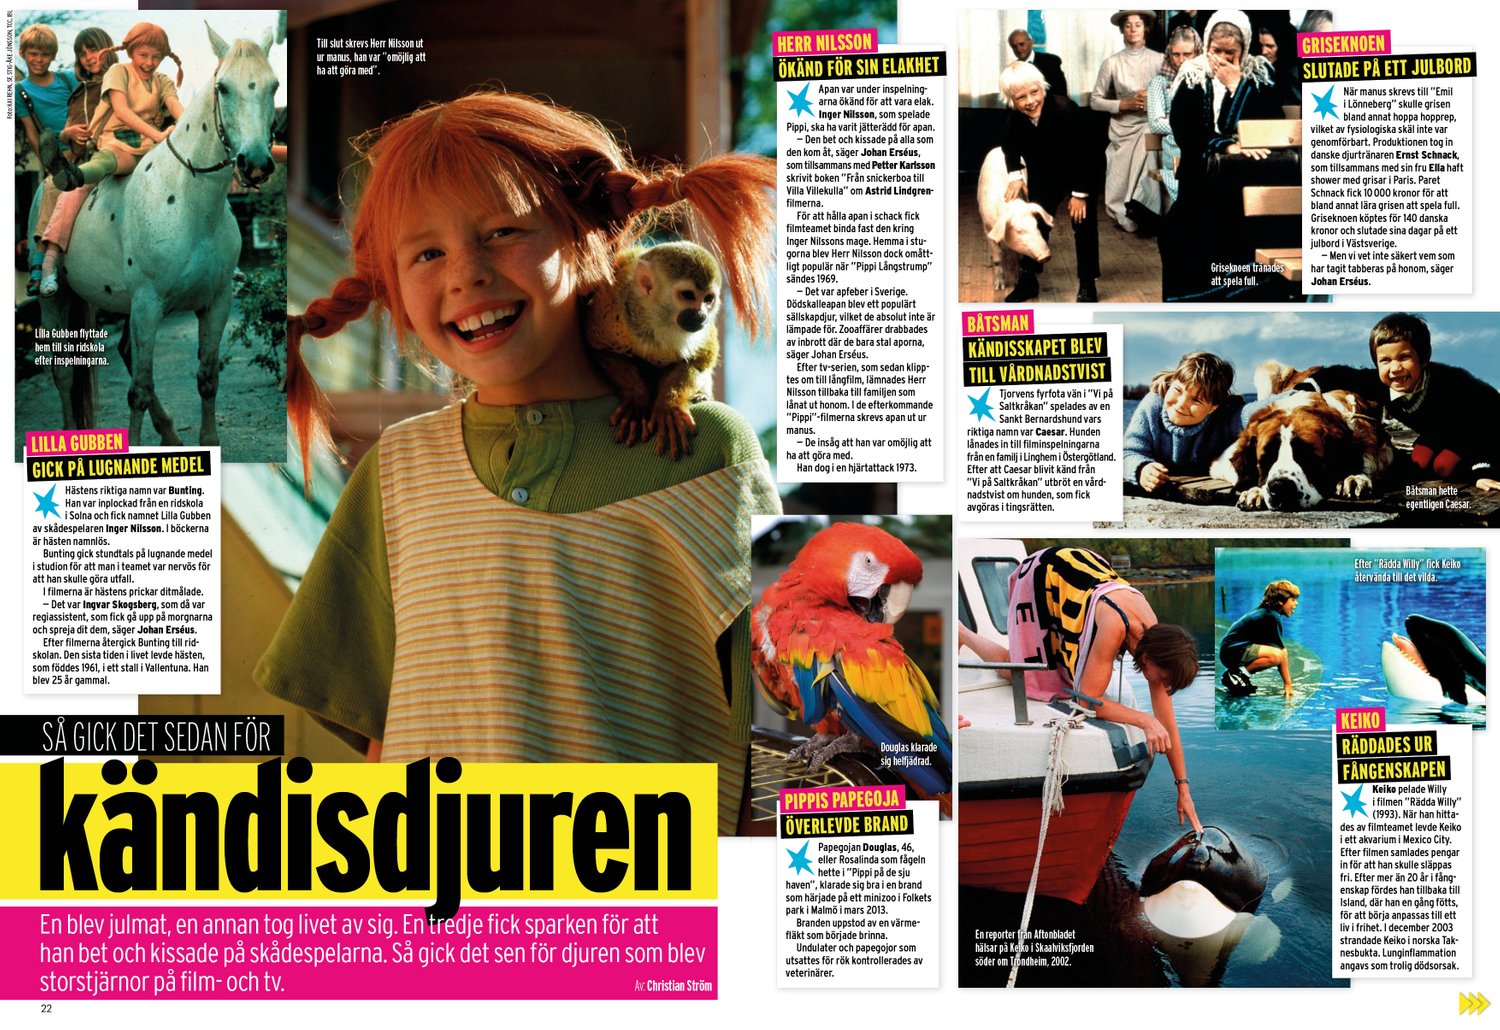 Foto: KAI REHN, SE, STIG-ÅKE JÖNSSON, TCC, IBL
Till slut skrevs Herr Nilsson ut
ur manus, han var ”omöjlig att
ha att göra med”.
Lilla Gubben flyttade
hem till sin ridskola
efter inspelningarna.
LILLA GUBBEN
GICK PÅ LUGNANDE MEDEL
Hästens riktiga namn var Bunting.
Han var inplockad från en ridskola
i Solna och fick namnet Lilla Gubben
av skådespelaren Inger Nilsson. I böckerna
är hästen namnlös.
Bunting gick stundtals på lugnande medel
i studion för att man i teamet var nervös för
att han skulle göra utfall.
I filmerna är hästens prickar ditmålade.
– Det var Ingvar Skogsberg, som då var
regiassistent, som fick gå upp på morgnarna
och spreja dit dem, säger Johan Erséus.
Efter filmerna återgick Bunting till rid-
skolan. Den sista tiden i livet levde hästen,
som föddes 1961, i ett stall i Vallentuna. Han
blev 25 år gammal.
SÅ GICK DET SEDAN FÖR
kändisdjuren
En blev julmat, en annan tog livet av sig. En tredje fick sparken för att
han bet och kissade på skådespelarna. Så gick det sen för djuren som blev
storstjärnor på film- och tv.
Av: Christian Ström
22
HERR NILSSON
ÖKÄND FÖR SIN ELAKHET
Apan var under inspelning-
arna ökänd för att vara elak.
Inger Nilsson, som spelade
Pippi, ska ha varit jätterädd för apan.
– Den bet och kissade på alla som
den kom åt, säger Johan Erséus,
som tillsammans med Petter Karlsson
skrivit boken ”Från snickerboa till
Villa Villekulla” om Astrid Lindgren-
filmerna.
För att hålla apan i schack fick
filmteamet binda fast den kring
Inger Nilssons mage. Hemma i stu-
gorna blev Herr Nilsson dock omått-
ligt populär när ”Pippi Långstrump”
sändes 1969.
– Det var apfeber i Sverige.
Dödskalleapan blev ett populärt
sällskapdjur, vilket de absolut inte är
lämpade för. Zooaffärer drabbades
av inbrott där de bara stal aporna,
säger Johan Erséus.
Efter tv-serien, som sedan klipp-
tes om till långfilm, lämnades Herr
Nilsson tillbaka till familjen som
lånat ut honom. I de efterkommande
”Pippi”-filmerna skrevs apan ut ur
manus.
– De insåg att han var omöjlig att
ha att göra med.
Han dog i en hjärtattack 1973.
Douglas klarade
sig helfjädrad.
PIPPIS PAPEGOJA
ÖVERLEVDE BRAND
Papegojan Douglas, 46,
eller Rosalinda som fågeln
hette i ”Pippi på de sju
haven”, klarade sig bra i en brand
som härjade på ett minizoo i Folkets
park i Malmö i mars 2013.
Branden uppstod av en värme-
fläkt som började brinna.
Undulater och papegojor som
utsattes för rök kontrollerades av
veterinärer.
Griseknoen tränades
att spela full.
GRISEKNOEN
SLUTADE PÅ ETT JULBORD
När manus skrevs till ”Emil
i Lönneberg” skulle grisen
bland annat hoppa hopprep,
vilket av fysiologiska skäl inte var
genomförbart. Produktionen tog in
danske djurtränaren Ernst Schnack,
som tillsammans med sin fru Ella haft
shower med grisar i Paris. Paret
Schnack fick 10 000 kronor för att
bland annat lära grisen att spela full.
Griseknoen köptes för 140 danska
kronor och slutade sina dagar på ett
julbord i Västsverige.
– Men vi vet inte säkert vem som
har tagit tabberas på honom, säger
Johan Erséus.
BÅTSMAN
KÄNDISSKAPET BLEV
TILL VÅRDNADSTVIST
Tjorvens fyrfota vän i ”Vi på
Saltkråkan” spelades av en
Sankt Bernardshund vars
riktiga namn var Caesar. Hunden
lånades in till filminspelningarna
från en familj i Linghem i Östergötland.
Efter att Caesar blivit känd från
”Vi på Saltkråkan” utbröt en vård-
nadstvist om hunden, som fick
avgöras i tingsrätten.
Båtsman hette
egentligen Caesar.
Efter ”Rädda Willy” fick Keiko
återvända till det vilda.
En reporter från Aftonbladet
hälsar på Keiko i Skaalviksfjorden
söder om Trondheim, 2002.
KEIKO
RÄDDADES UR
FÅNGENSKAPEN
Keiko pelade Willy
i filmen ”Rädda Willy”
(1993). När han hitta-
des av filmteamet levde Keiko
i ett akvarium i Mexico City.
Efter filmen samlades pengar
in för att han skulle släppas
fri. Efter mer än 20 år i fång-
enskap fördes han tillbaka till
Island, där han en gång fötts,
för att börja anpassas till ett
liv i frihet. I december 2003
strandade Keiko i norska Tak-
nesbukta. Lunginflammation
angavs som trolig dödsorsak.